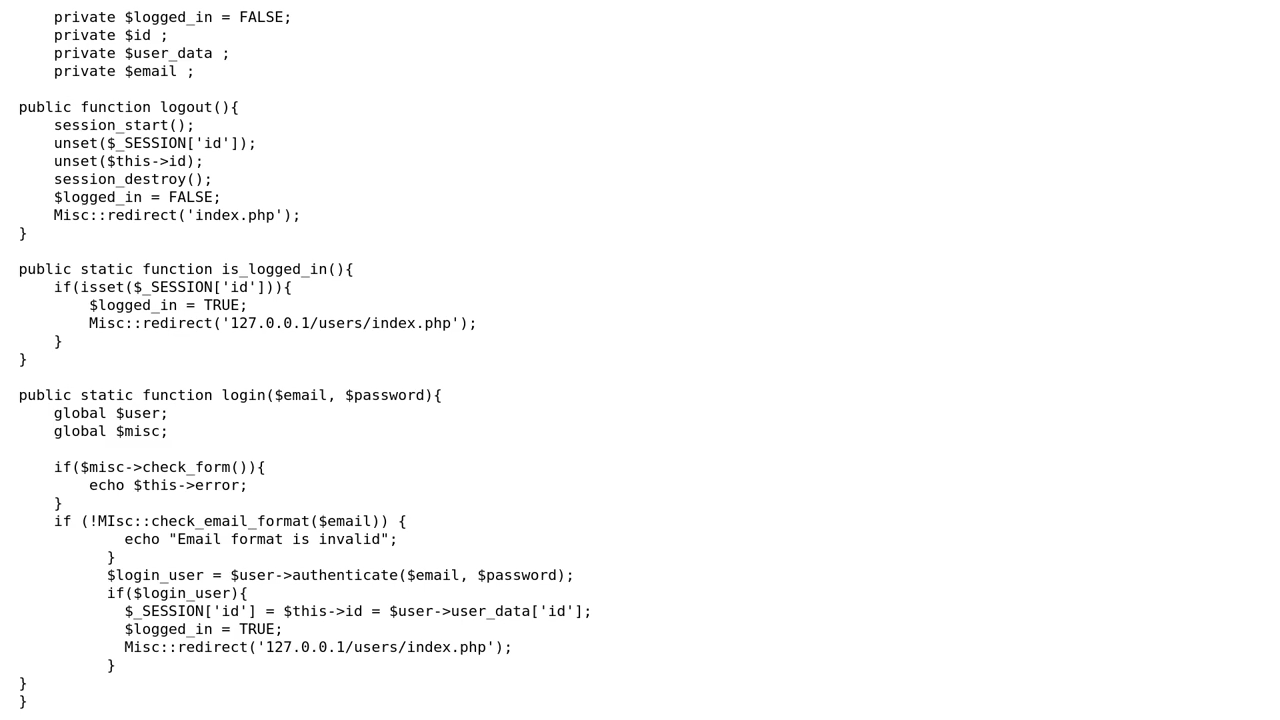 private $logged_in = FALSE;
    private $id ;
    private $user_data ;
    private $email ;

public function logout(){
    session_start();
    unset($_SESSION['id']);
    unset($this->id);
    session_destroy();
    $logged_in = FALSE;
    Misc::redirect('index.php');
}

public static function is_logged_in(){
    if(isset($_SESSION['id'])){
        $logged_in = TRUE;
        Misc::redirect('127.0.0.1/users/index.php');
    }
}

public static function login($email, $password){
    global $user;
    global $misc;

    if($misc->check_form()){
        echo $this->error;
    }
    if (!MIsc::check_email_format($email)) {
            echo "Email format is invalid";
          }
          $login_user = $user->authenticate($email, $password);
          if($login_user){
            $_SESSION['id'] = $this->id = $user->user_data['id'];
            $logged_in = TRUE;
            Misc::redirect('127.0.0.1/users/index.php');
          }
}
}